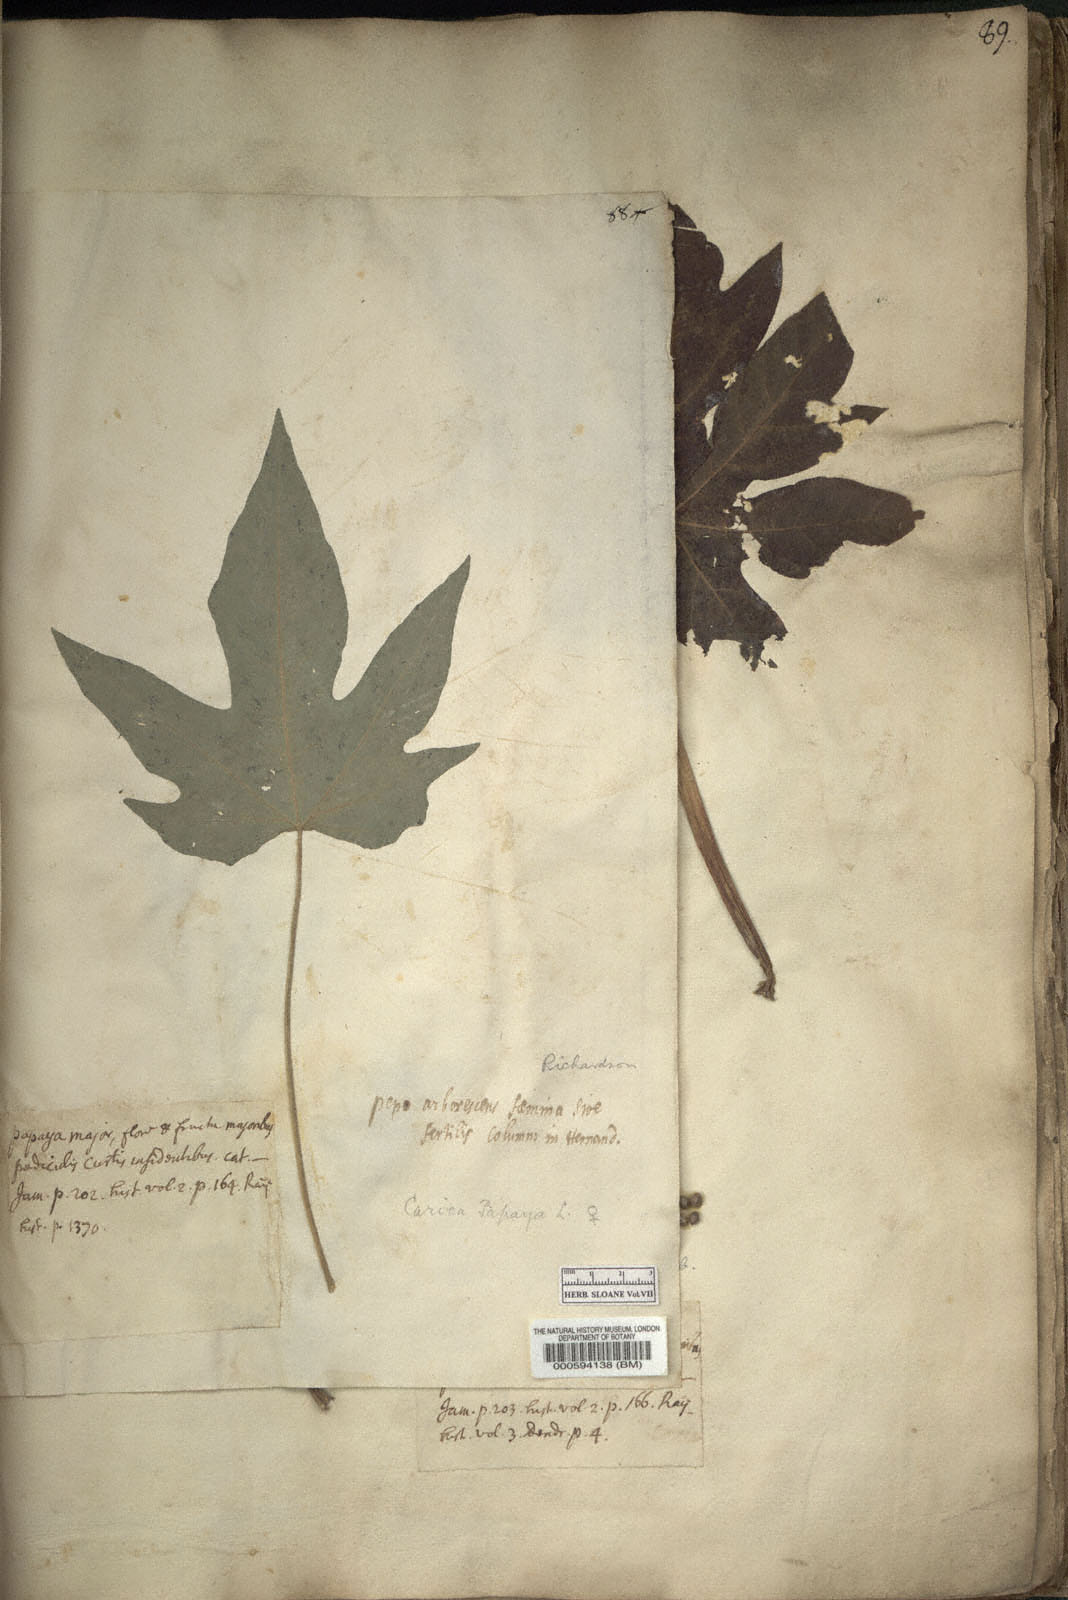 89.
88+
Richardson
pepo arborescens fæmina sive
fertilis Columni in Hernand.
papaya major, flore & fructu majoribus
pediculis curtis insidentibus. cat.—
Jam. p. 202. hist. vol. 2. p. 164. Raij
hist. p. 1370.
Carica Papaya L. ♀
mm 1 2 3
HERB. SLOANE Vol: VII
THE NATURAL HISTORY MUSEUM, LONDON
DEPARTMENT OF BOTANY
000594138 (BM)
Jam. p. 203. hist. vol 2. p. 166. Raij
hist. vol. 3. dendr. p. 4.